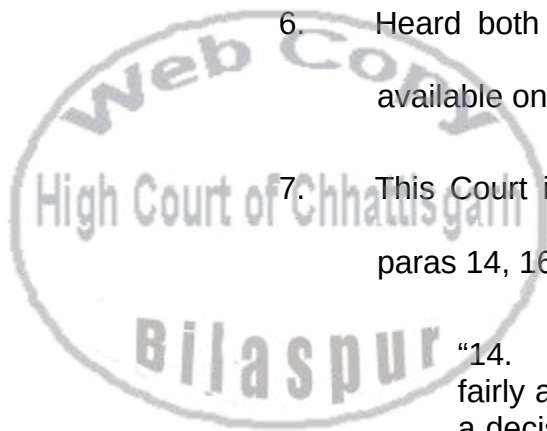 6. Heard both
Web Copy
available on
High Court of Chhattisgarh
7. This Court i
paras 14, 16
Bilaspur
“14.
fairly a
a decis